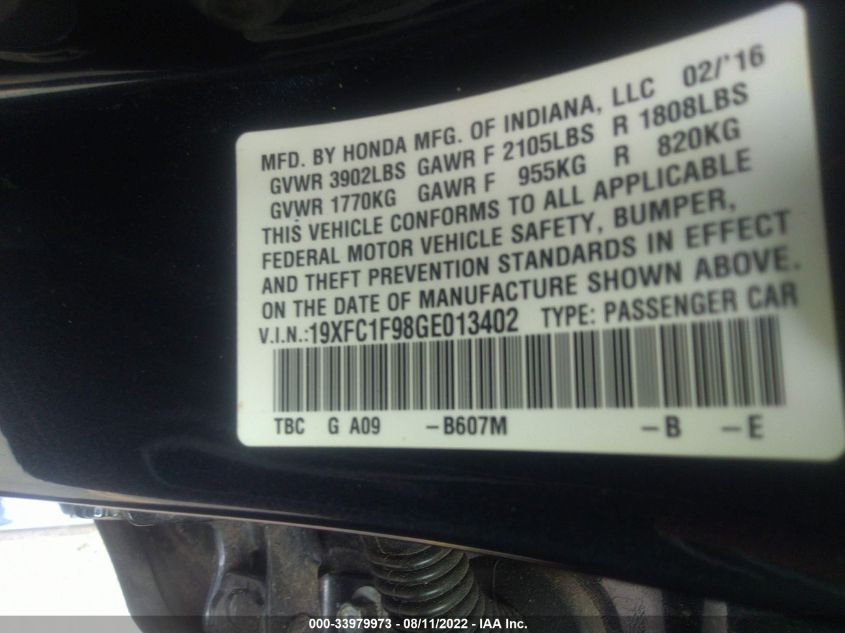 MFD. BY HONDA MFG. OF INDIANA, LLC 02/'16
GVWR 3902LBS GAWR F 2105LBS R 1808LBS
GVWR 1770KG GAWR F 955KG R 820KG
THIS VEHICLE CONFORMS TO ALL APPLICABLE
FEDERAL MOTOR VEHICLE SAFETY, BUMPER,
AND THEFT PREVENTION STANDARDS IN EFFECT
ON THE DATE OF MANUFACTURE SHOWN ABOVE.
V.I.N.:19XFC1F98GE013402 TYPE: PASSENGER CAR
TBC G A09 -B607M -B -E
000-33979973 - 08/11/2022 - IAA Inc.